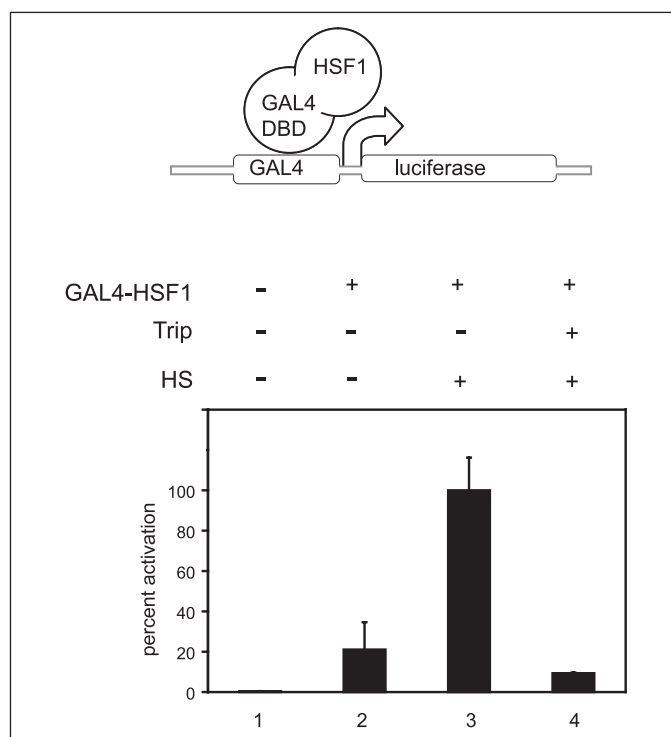 HSF1
GAL4
DBD
GAL4
luciferase
GAL4-HSF1 - + + +
Trip - - - +
HS - - + +
percent activation
100
80
60
40
20
0
1 2 3 4